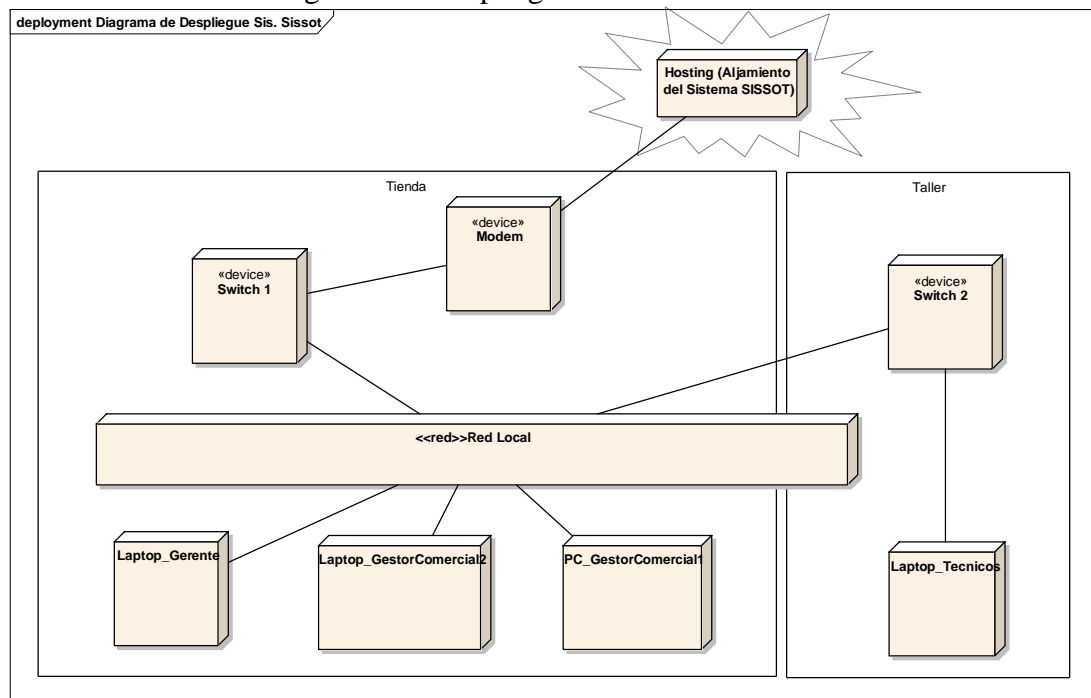 deployment Diagrama de Despliegue Sis. Sissot
Hosting (Aljamiento
del Sistema SISSOT)
Tienda
Taller
«device»
Modem
«device»
Switch 1
«device»
Switch 2
<<red>>Red Local
Laptop_Gerente
Laptop_GestorComercial2
PC_GestorComercial1
Laptop_Tecnicos